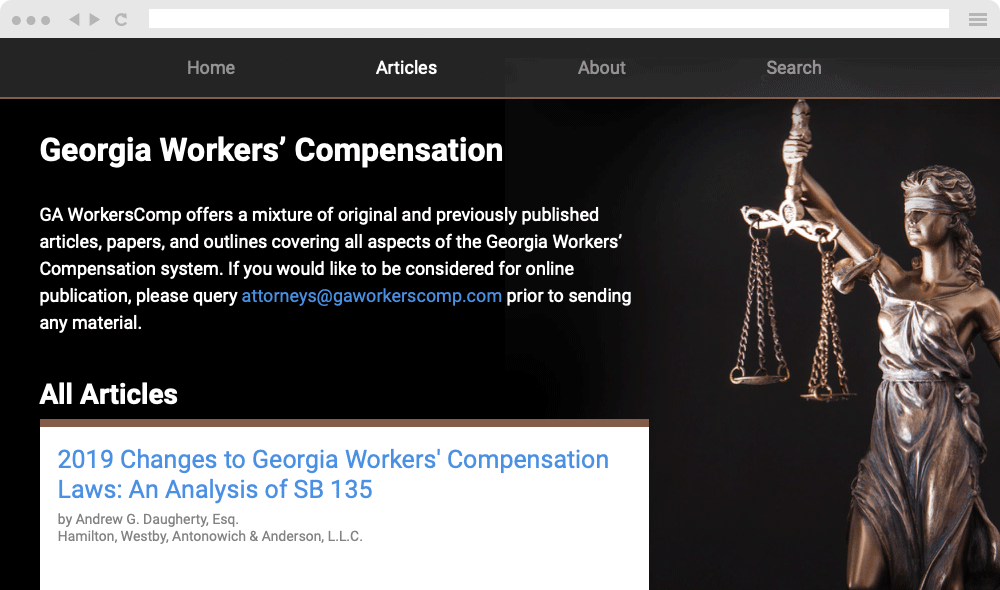 Home Articles About Search
Georgia Workers’ Compensation
GA WorkersComp offers a mixture of original and previously published
articles, papers, and outlines covering all aspects of the Georgia Workers’
Compensation system. If you would like to be considered for online
publication, please query attorneys@gaworkerscomp.com prior to sending
any material.
All Articles
2019 Changes to Georgia Workers' Compensation
Laws: An Analysis of SB 135
by Andrew G. Daugherty, Esq.
Hamilton, Westby, Antonowich & Anderson, L.L.C.